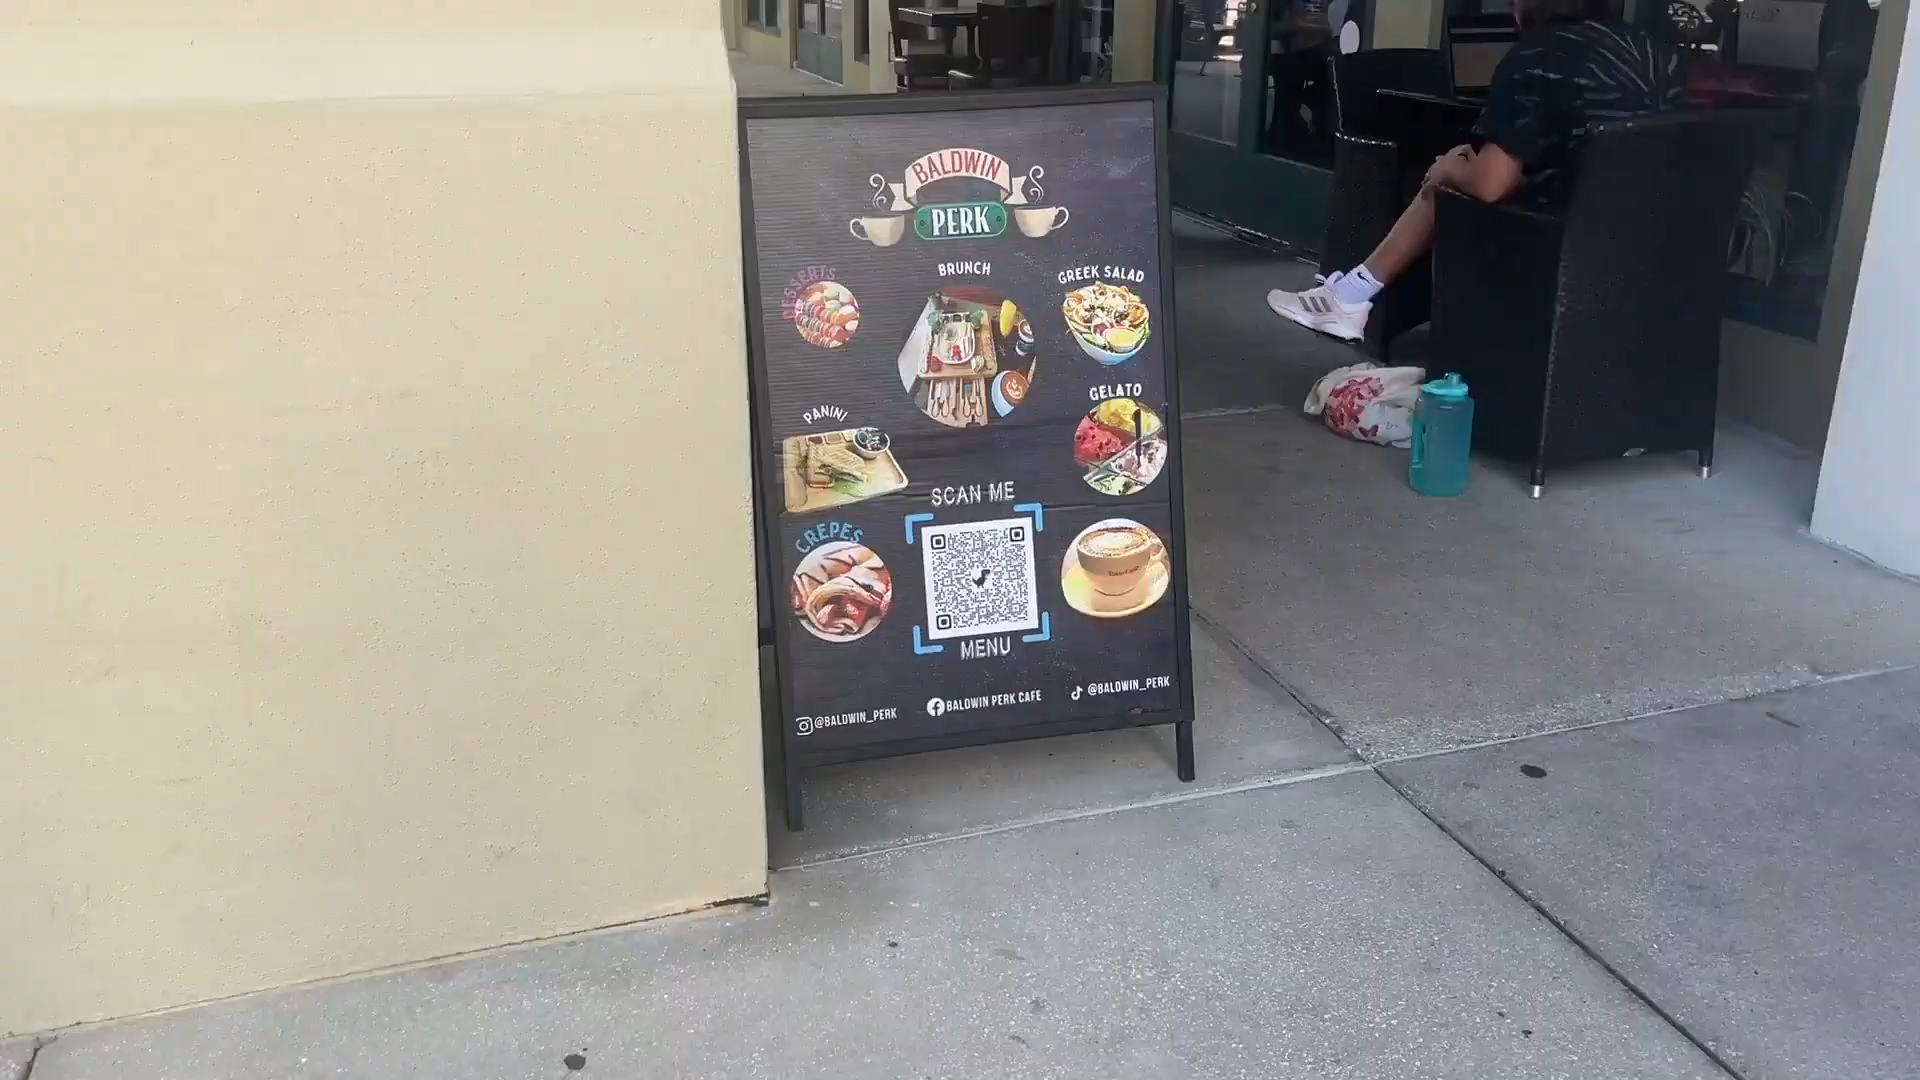 BALDWIN
PERK
DESSERTS
BRUNCH
GREEK SALAD
PANINI
GELATO
SCAN ME
CREPES
MENU
@BALDWIN_PERK
BALDWIN PERK CAFE
@BALDWIN_PERK